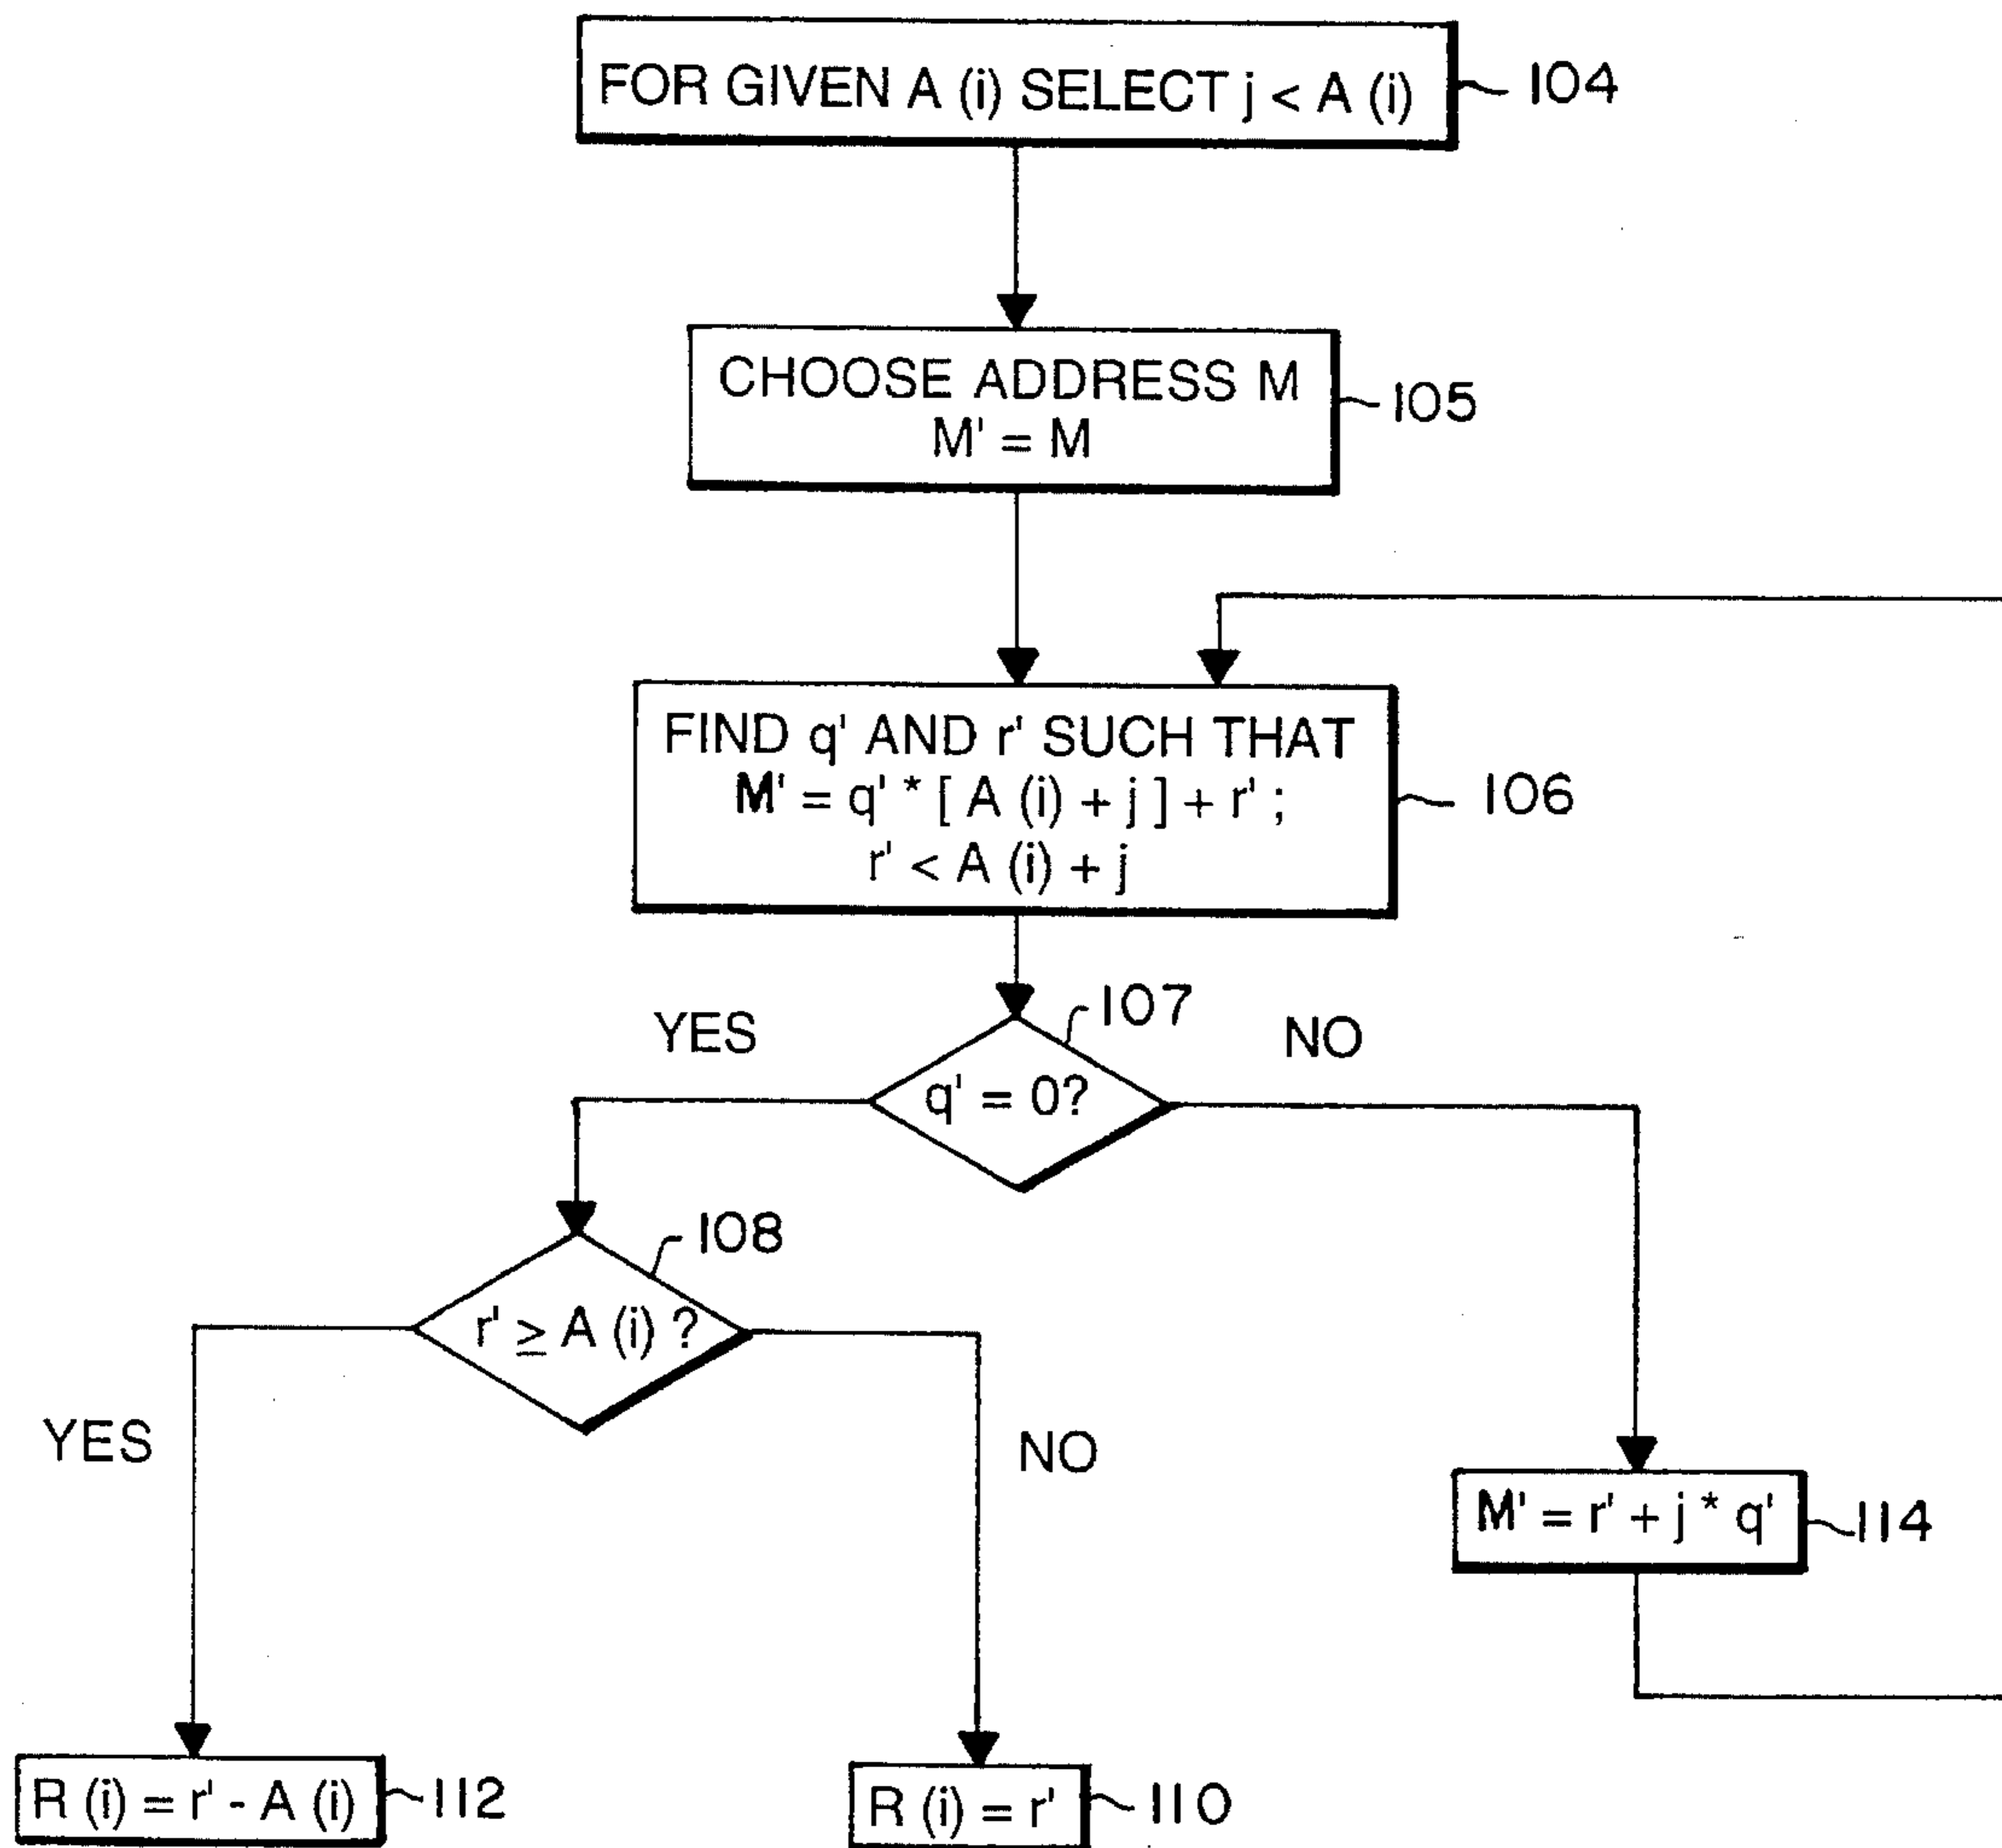 FOR GIVEN A (i) SELECT j < A (i)
104
CHOOSE ADDRESS M
M' = M
105
FIND q' AND r' SUCH THAT
M' = q' * [ A (i) + j ] + r' ;
r' < A (i) + j
106
107
YES
NO
q' = 0?
108
r' ≥ A (i) ?
YES
NO
M' = r' + j * q'
114
R (i) = r' - A (i)
112
R (i) = r'
110